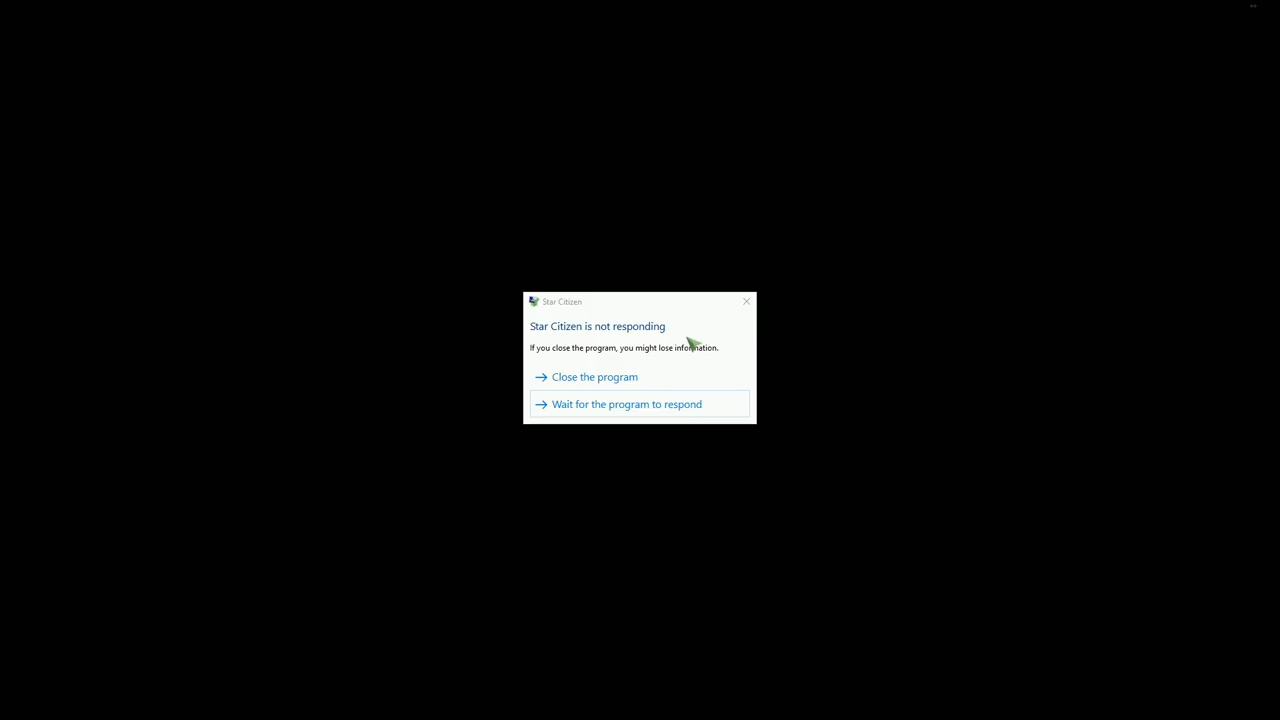 Star Citizen
Star Citizen is not responding
If you close the program, you might lose information.
Close the program
Wait for the program to respond